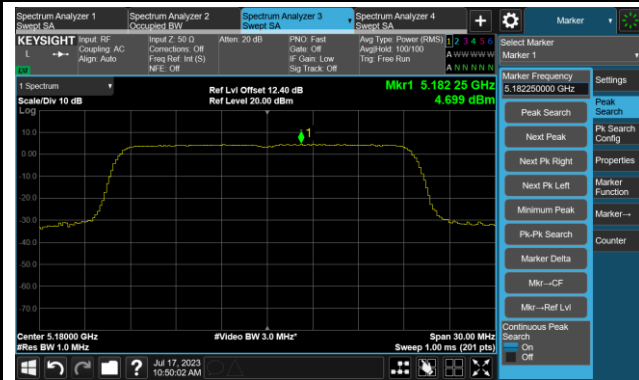 Spectrum Analyzer 1
Swept SA
Spectrum Analyzer 2
Occupied BW
Spectrum Analyzer 3
Swept SA
Spectrum Analyzer 4
Swept SA
Marker
KEYSIGHT
Input: RF
Coupling: AC
Align: Auto
Input Z: 50 Ω
Corrections: Off
Freq Ref: Int (S)
NFE: Off
Atten: 20 dB
PNO: Fast
Gate: Off
IF Gain: Low
Sig Track: Off
Avg Type: Power (RMS)
Avg|Hold: 100/100
Trig: Free Run
1 2 3 4 5 6
A W W W W W
A N N N N N
Select Marker
Marker 1
1 Spectrum
Scale/Div 10 dB
Log
Ref Lvl Offset 12.40 dB
Ref Level 20.00 dBm
Mkr1 5.182 25 GHz
4.699 dBm
10.0
0.00
-10.0
-20.0
-30.0
-40.0
-50.0
-60.0
-70.0
1
Center 5.18000 GHz
#Res BW 1.0 MHz
#Video BW 3.0 MHz*
Span 30.00 MHz
Sweep 1.00 ms (201 pts)
Marker Frequency
5.182250000 GHz
Peak Search
Next Peak
Next Pk Right
Next Pk Left
Minimum Peak
Pk-Pk Search
Marker Delta
Mkr→CF
Mkr→Ref Lvl
Continuous Peak
Search
On
Off
Settings
Peak
Search
Pk Search
Config
Properties
Marker
Function
Marker→
Counter
Jul 17, 2023
10:50:02 AM